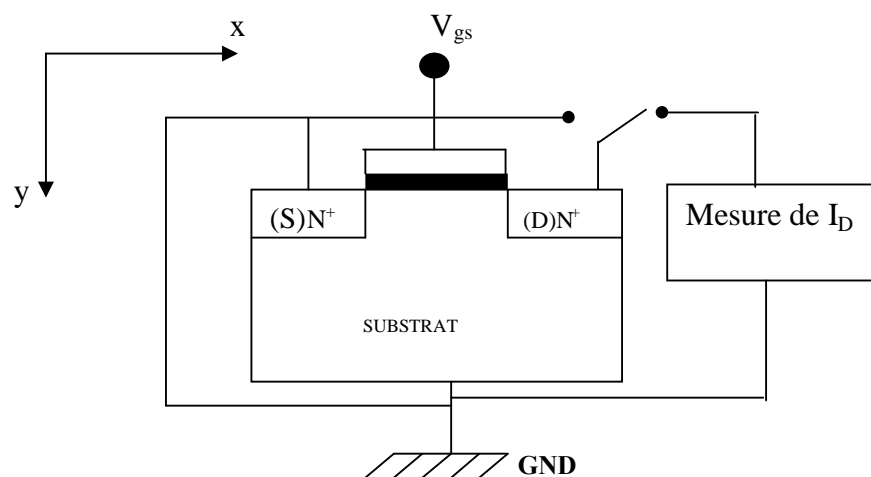 V_gs
x
y
(S)N⁺
(D)N⁺
Mesure de I_D
SUBSTRAT
GND